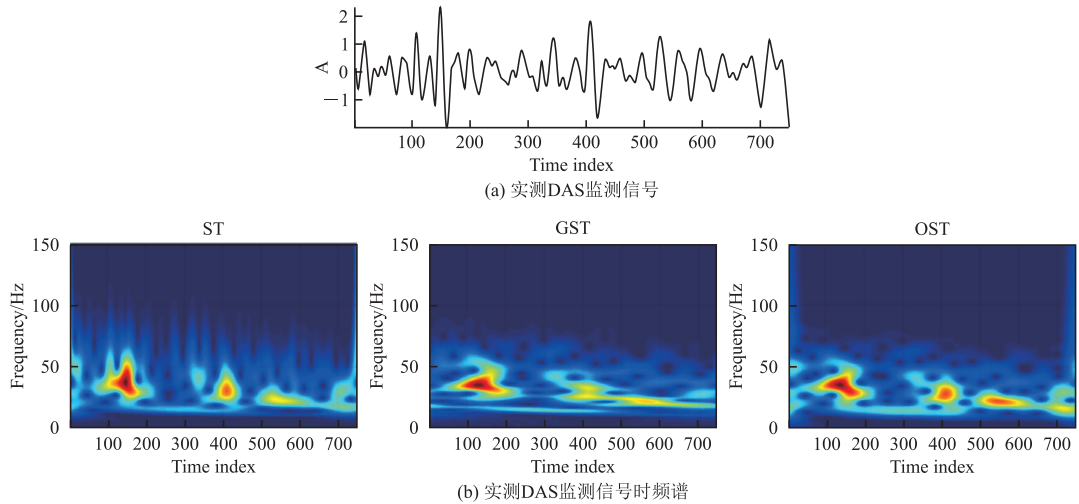 2
1
0
－1
A
100 200 300 400 500 600 700
Time index
(a) 实测DAS监测信号
ST GST OST
150 150 150
100 100 100
50 50 50
0 0 0
Frequency/Hz Frequency/Hz Frequency/Hz
100 200 300 400 500 600 700 100 200 300 400 500 600 700 100 200 300 400 500 600 700
Time index Time index Time index
(b) 实测DAS监测信号时频谱